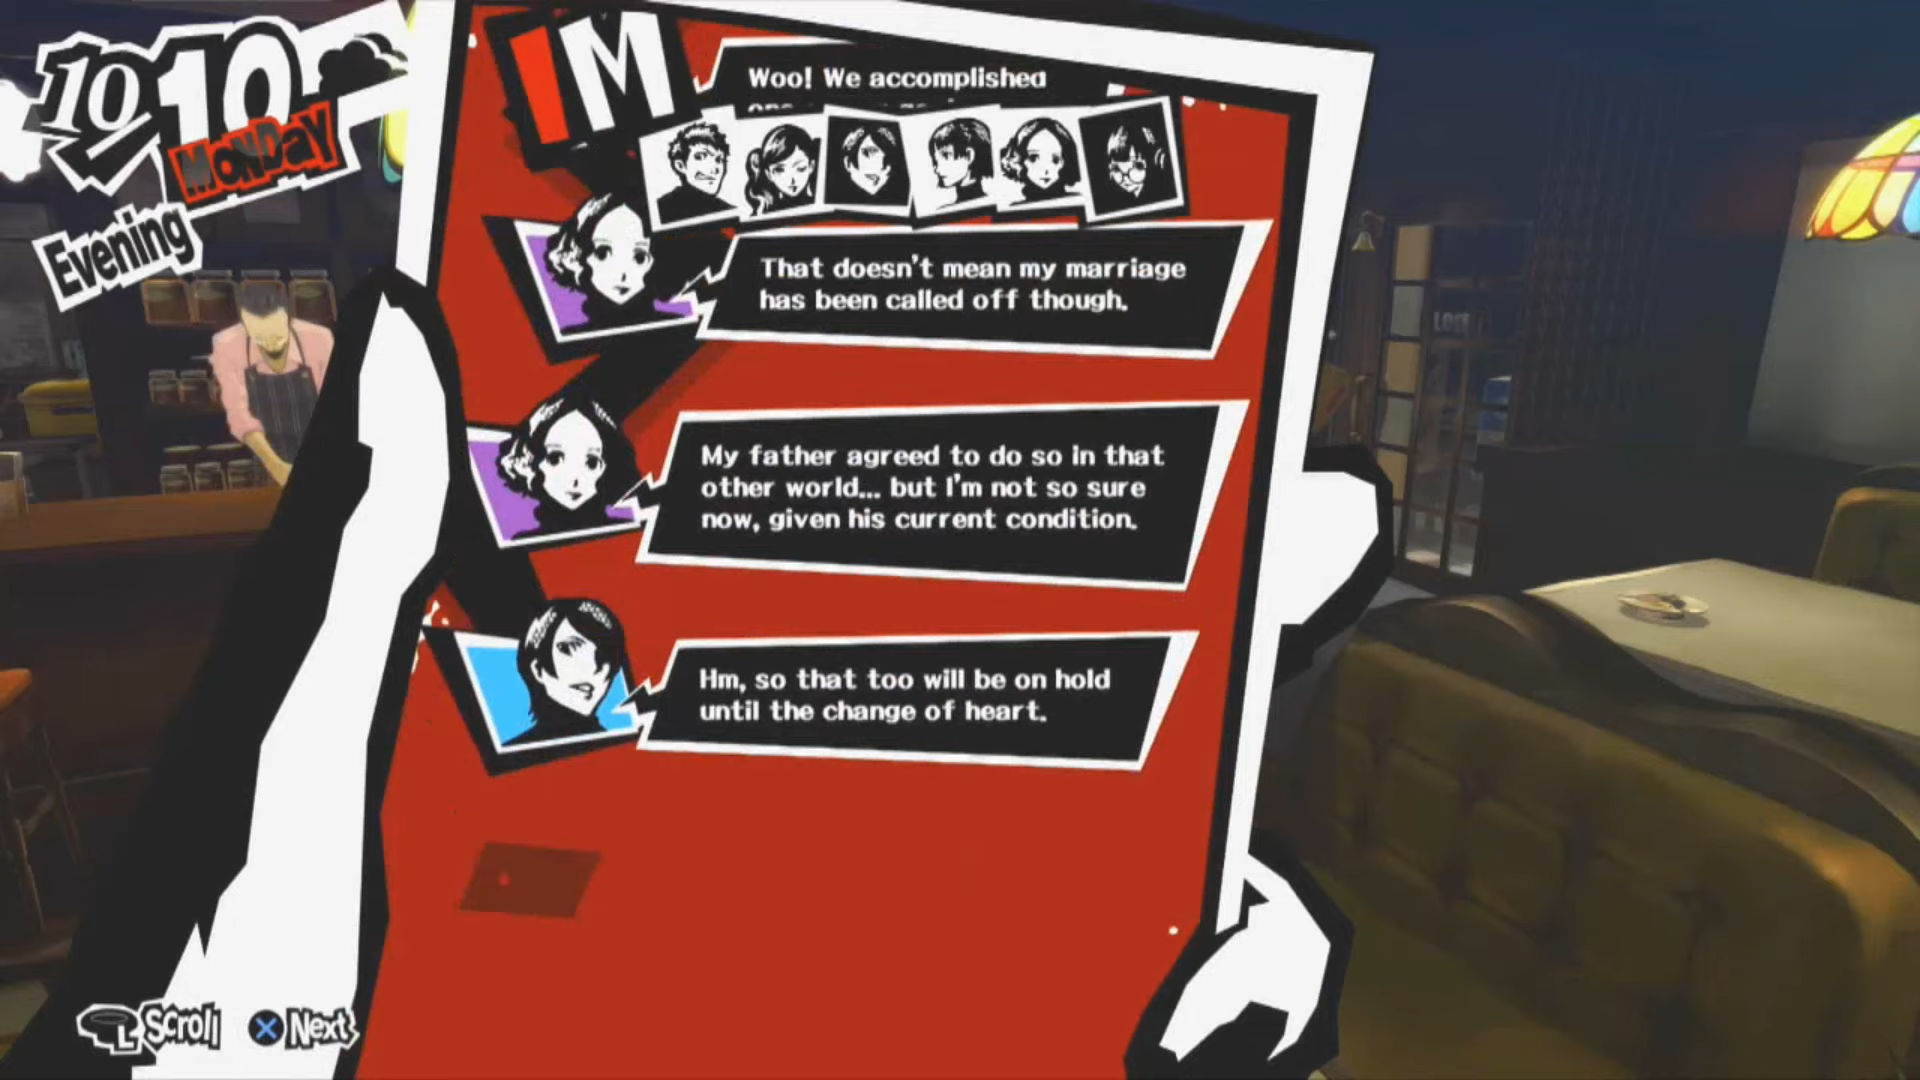 10 10
MONDAY
Evening
IM
Woo! We accomplished
That doesn't mean my marriage
has been called off though.
My father agreed to do so in that
other world... but I'm not so sure
now, given his current condition.
Hm, so that too will be on hold
until the change of heart.
L Scroll Next